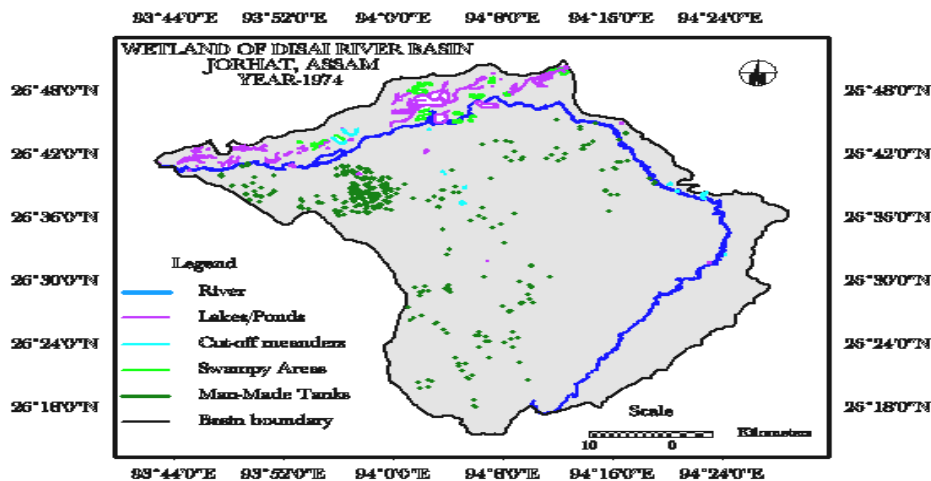 93°44'0"E 93°52'0"E 94°0'0"E 94°8'0"E 94°16'0"E 94°24'0"E
WETLAND OF DISAI RIVER BASIN
JORHAT, ASSAM
YEAR-1974
N
26°48'0"N 26°48'0"N
26°42'0"N 26°42'0"N
26°36'0"N 26°36'0"N
26°30'0"N 26°30'0"N
26°24'0"N 26°24'0"N
26°18'0"N 26°18'0"N
Legend
River
Lakes/Ponds
Cut-off meanders
Swampy Areas
Man-Made Tanks
Basin boundary
Scale
10 0 Kilometers
93°44'0"E 93°52'0"E 94°0'0"E 94°8'0"E 94°16'0"E 94°24'0"E